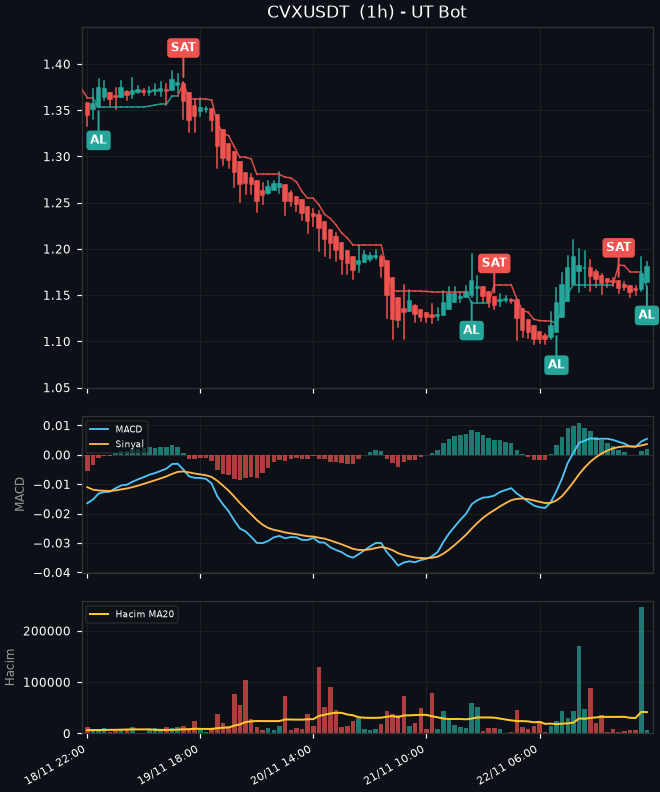 CVXUSDT (1h) - UT Bot
1.40
1.35
1.30
1.25
1.20
1.15
1.10
1.05
SAT
AL
SAT
AL
SAT
AL
AL
MACD
0.01
0.00
−0.01
−0.02
−0.03
−0.04
MACD
Sinyal
Hacim
200000
100000
0
Hacim MA20
18/11 22:00
19/11 18:00
20/11 14:00
21/11 10:00
22/11 06:00